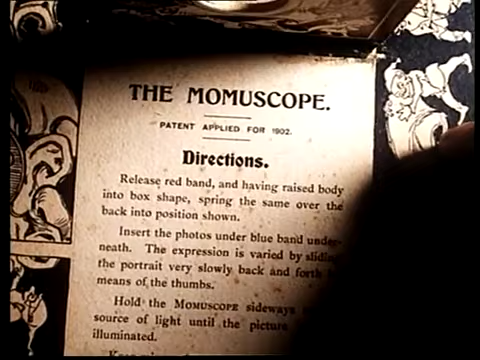 THE MOMUSCOPE.
PATENT APPLIED FOR 1902.
Directions.
Release red band, and having raised body
into box shape, spring the same over the
back into position shown.
Insert the photos under blue band under-
neath. The expression is varied by sliding
the portrait very slowly back and forth
means of the thumbs.
Hold the MOMUSCOPE sideways
source of light until the picture
illuminated.